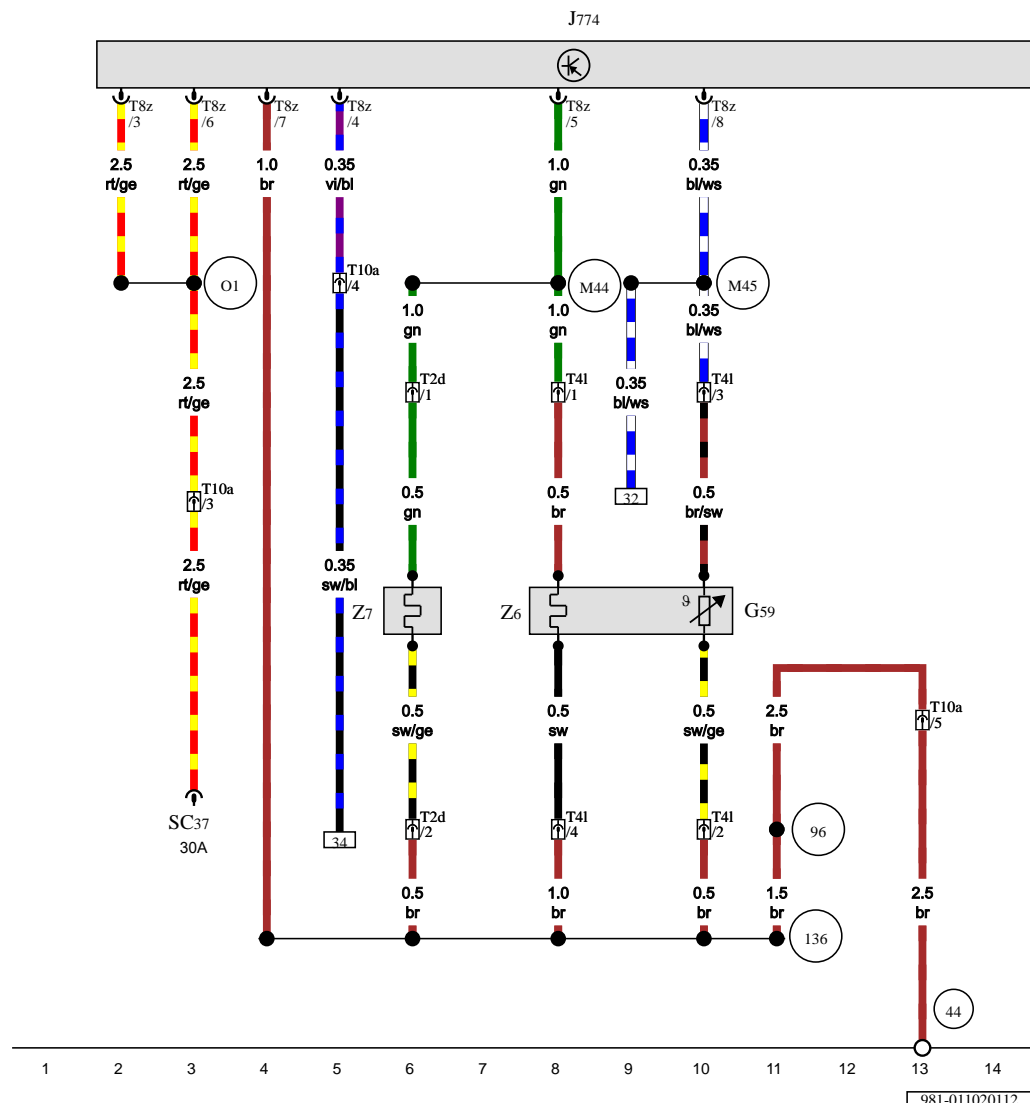 J774
T8z
/3
T8z
/6
T8z
/7
T8z
/4
T8z
/5
T8z
/8
2.5
rt/ge
2.5
rt/ge
1.0
br
0.35
vi/bl
1.0
gn
0.35
bl/ws
O1
T10a
/4
M44
M45
1.0
gn
1.0
gn
0.35
bl/ws
2.5
rt/ge
T2d
/1
T4l
/1
0.35
bl/ws
T4l
/3
T10a
/3
0.5
gn
0.5
br
32
0.5
br/sw
2.5
rt/ge
0.35
sw/bl
Z7
Z6
ϑ
G59
0.5
sw/ge
0.5
sw
0.5
sw/ge
2.5
br
T10a
/5
SC37
30A
34
T2d
/2
T4l
/4
T4l
/2
96
0.5
br
1.0
br
0.5
br
1.5
br
2.5
br
136
44
1 2 3 4 5 6 7 8 9 10 11 12 13 14
981-011020112